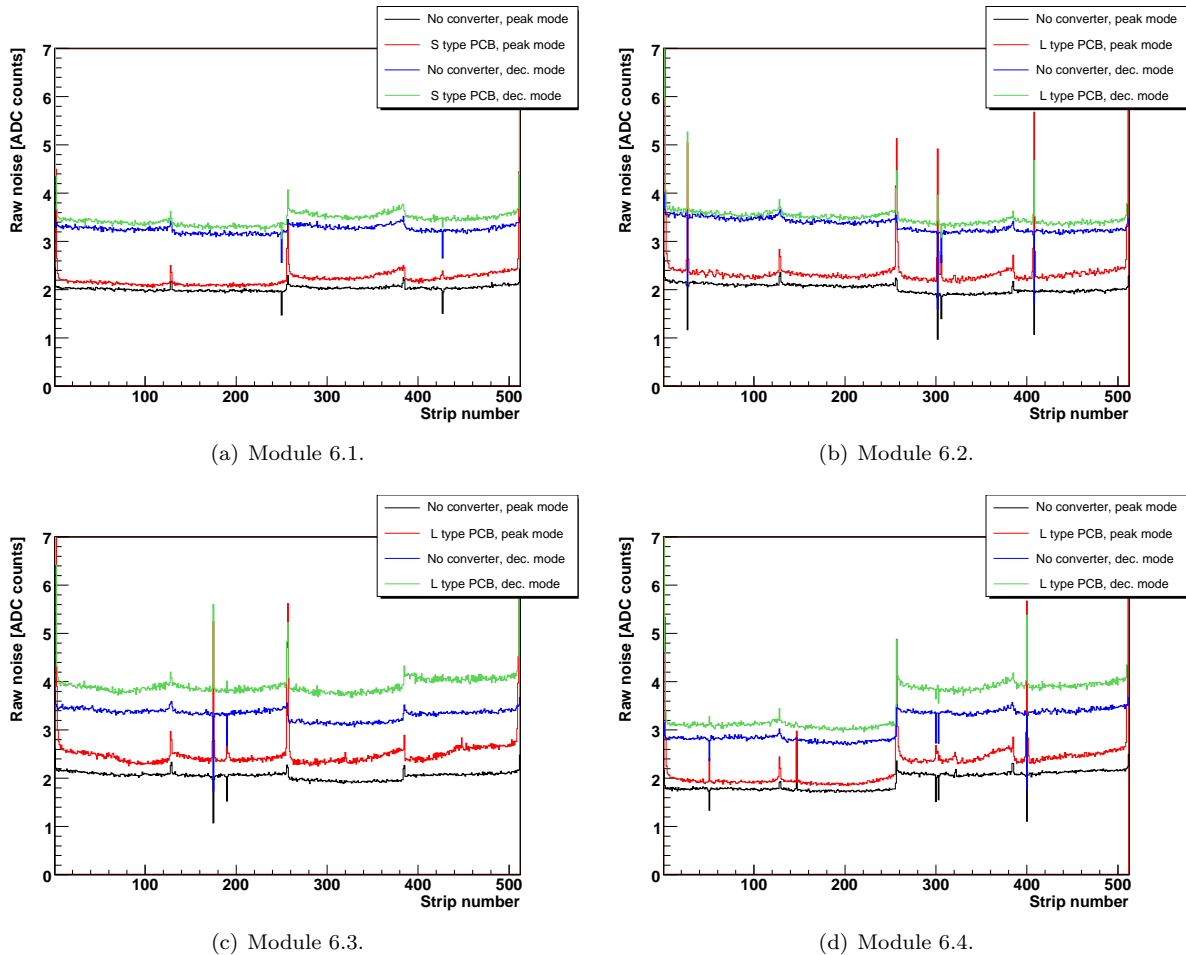 No converter, peak mode
S type PCB, peak mode
No converter, dec. mode
S type PCB, dec. mode
Raw noise [ADC counts]
7
6
5
4
3
2
1
0
100 200 300 400 500
Strip number
(a) Module 6.1.
No converter, peak mode
L type PCB, peak mode
No converter, dec. mode
L type PCB, dec. mode
Raw noise [ADC counts]
7
6
5
4
3
2
1
0
100 200 300 400 500
Strip number
(b) Module 6.2.
No converter, peak mode
L type PCB, peak mode
No converter, dec. mode
L type PCB, dec. mode
Raw noise [ADC counts]
7
6
5
4
3
2
1
0
100 200 300 400 500
Strip number
(c) Module 6.3.
No converter, peak mode
L type PCB, peak mode
No converter, dec. mode
L type PCB, dec. mode
Raw noise [ADC counts]
7
6
5
4
3
2
1
0
100 200 300 400 500
Strip number
(d) Module 6.4.